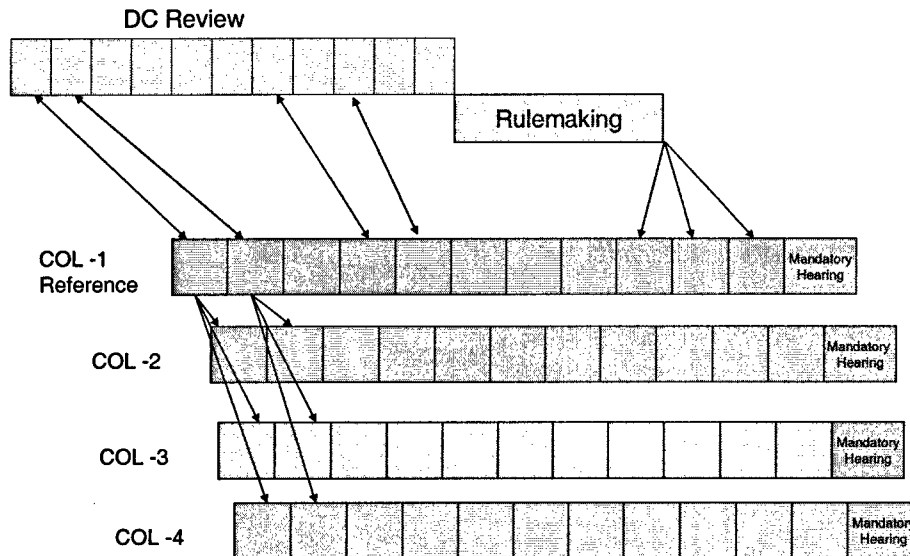 DC Review
Rulemaking
COL -1
Reference
Mandatory
Hearing
COL -2
Mandatory
Hearing
COL -3
Mandatory
Hearing
COL -4
Mandatory
Hearing